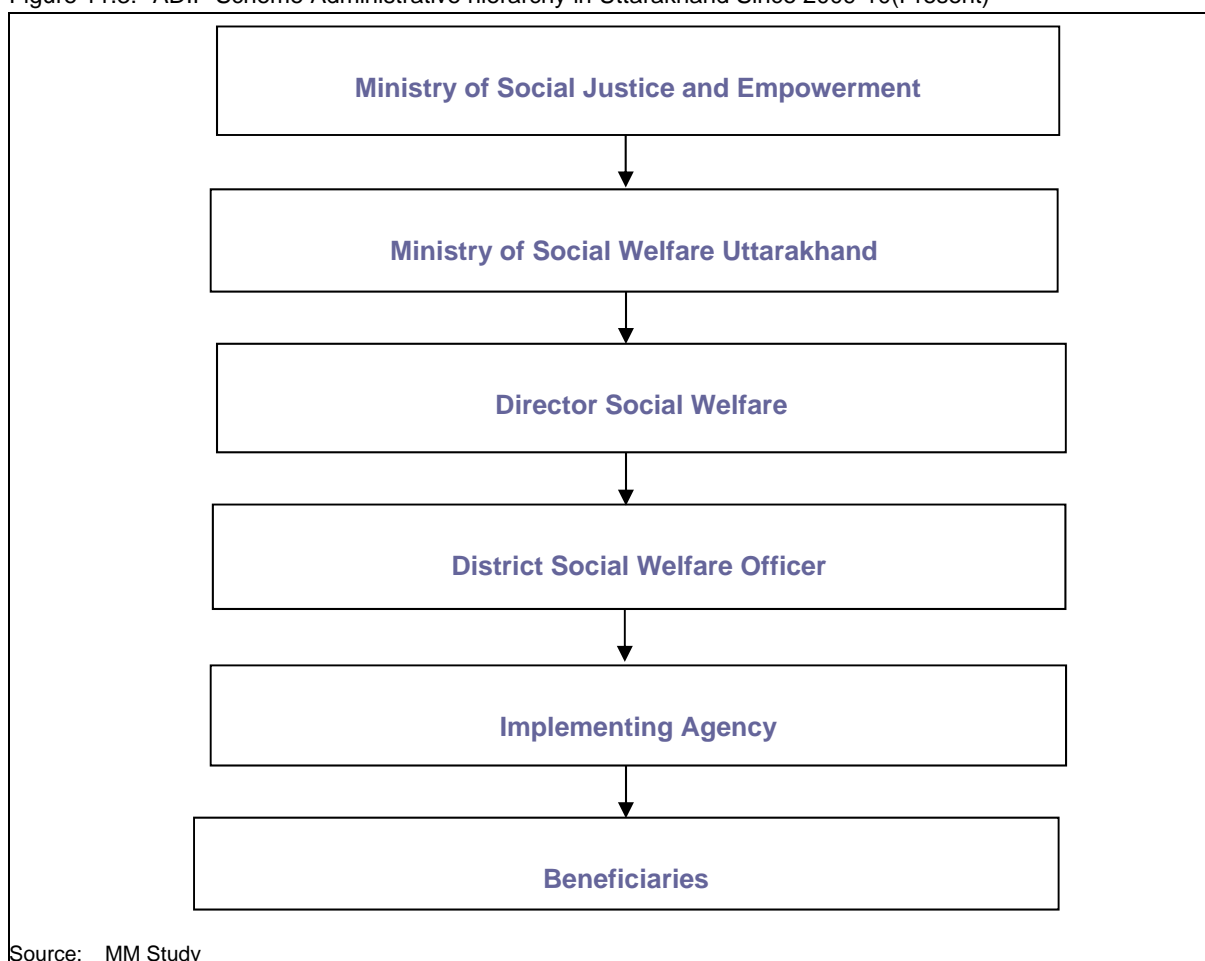 Ministry of Social Justice and Empowerment
Ministry of Social Welfare Uttarakhand
Director Social Welfare
District Social Welfare Officer
Implementing Agency
Beneficiaries
Source: MM Study